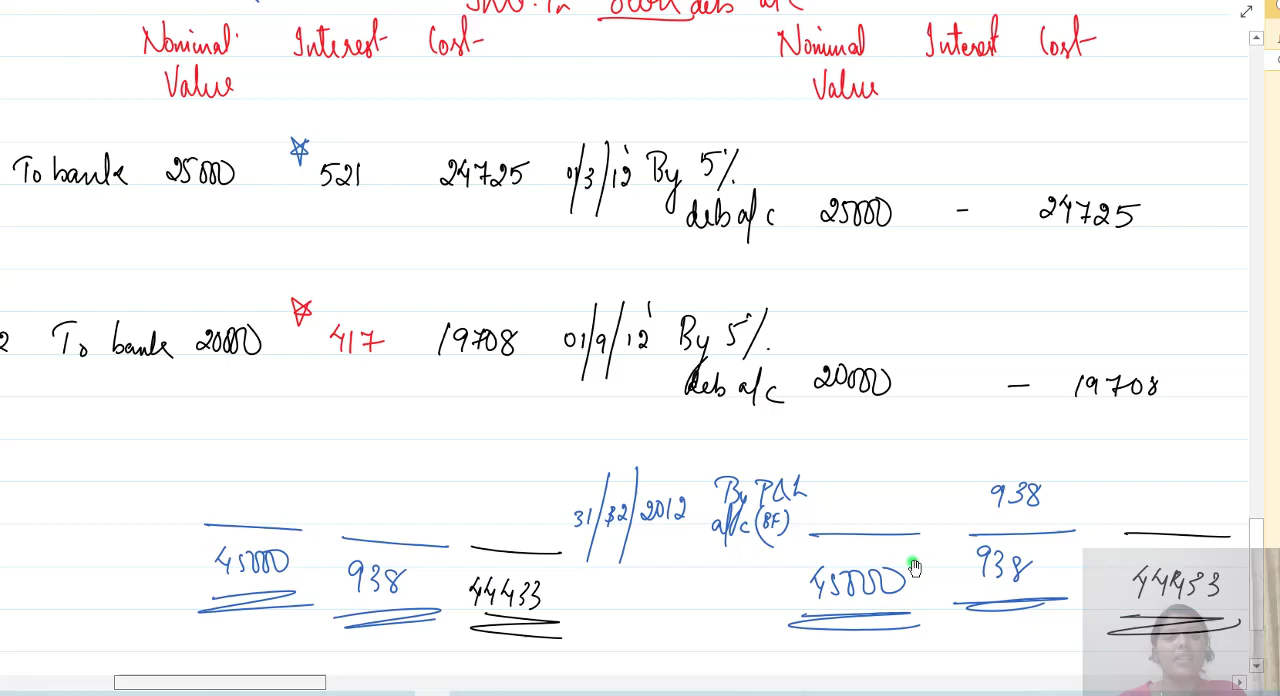 Nominal Interest Cost Nominal Interest Cost
Value Value
To bank 25000 521 24725 01/3/12 By 5%
deb a/c 25000 - 24725
2 To bank 20000 417 19708 01/9/12 By 5%.
deb a/c 20000 - 19708
31/12/2012 By P&L 938
a/c (BF)
45000 938 44433 45000 938 44433